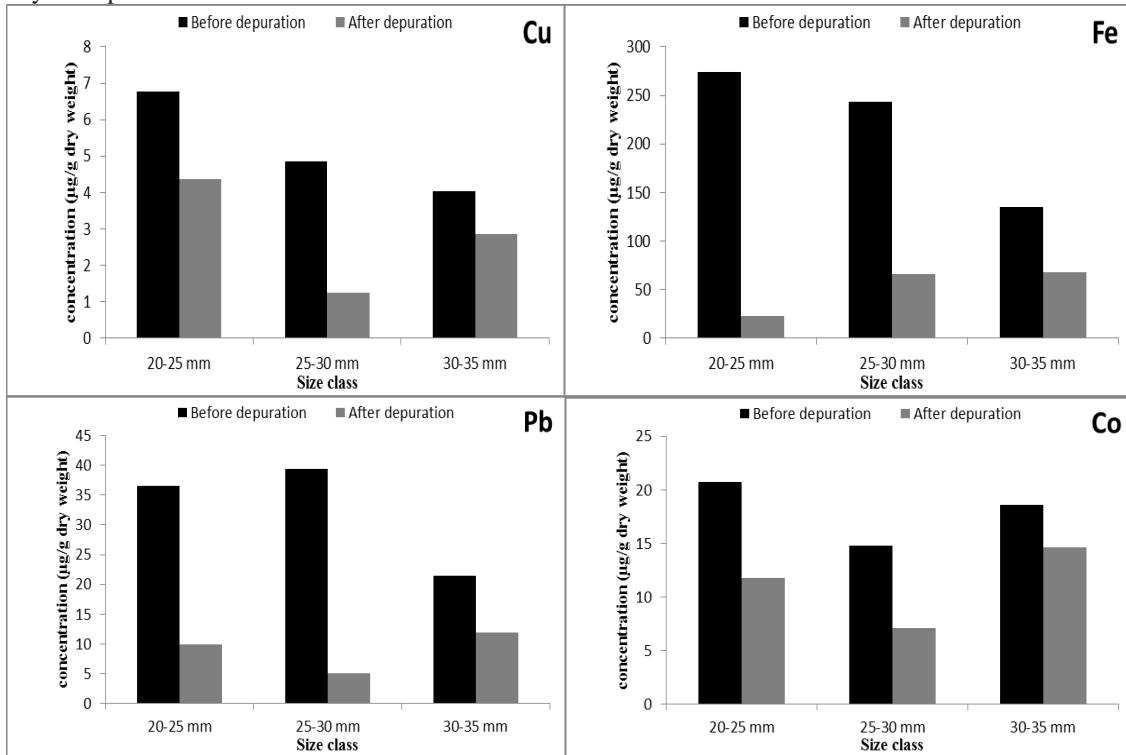 ■ Before depuration ■ After depuration
Cu
concentration (µg/g dry weight)
8
7
6
5
4
3
2
1
0
20-25 mm 25-30 mm 30-35 mm
Size class
■ Before depuration ■ After depuration
Fe
concentration (µg/g dry weight)
300
250
200
150
100
50
0
20-25 mm 25-30 mm 30-35 mm
Size class
■ Before depuration ■ After depuration
Pb
concentration (µg/g dry weight)
45
40
35
30
25
20
15
10
5
0
20-25 mm 25-30 mm 30-35 mm
Size class
■ Before depuration ■ After depuration
Co
concentration (µg/g dry weight)
25
20
15
10
5
0
20-25 mm 25-30 mm 30-35 mm
Size class